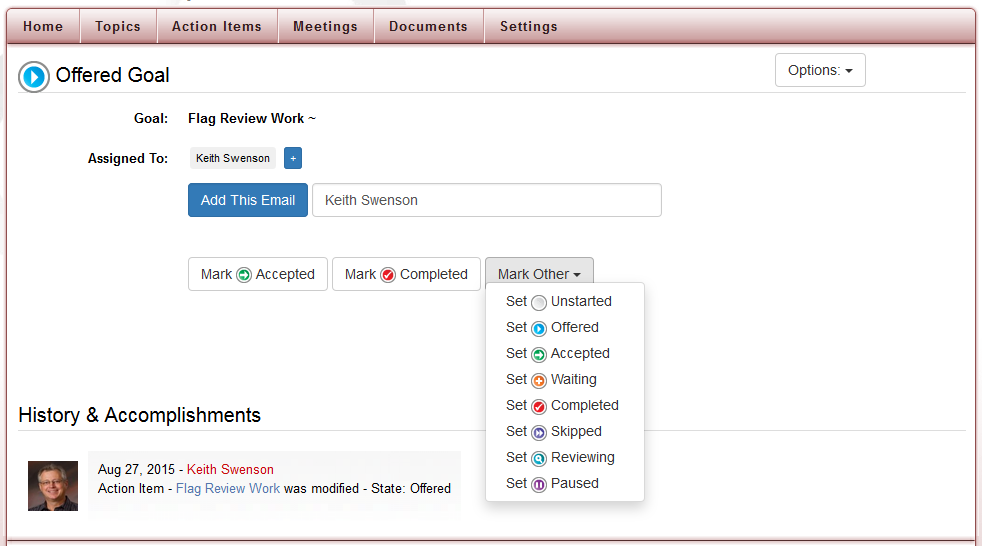 Home Topics Action Items Meetings Documents Settings
Offered Goal
Options:
Goal: Flag Review Work ~
Assigned To: Keith Swenson +
Add This Email Keith Swenson
Mark Accepted Mark Completed Mark Other
Set Unstarted
Set Offered
Set Accepted
Set Waiting
Set Completed
Set Skipped
Set Reviewing
Set Paused
History & Accomplishments
Aug 27, 2015 - Keith Swenson
Action Item - Flag Review Work was modified - State: Offered